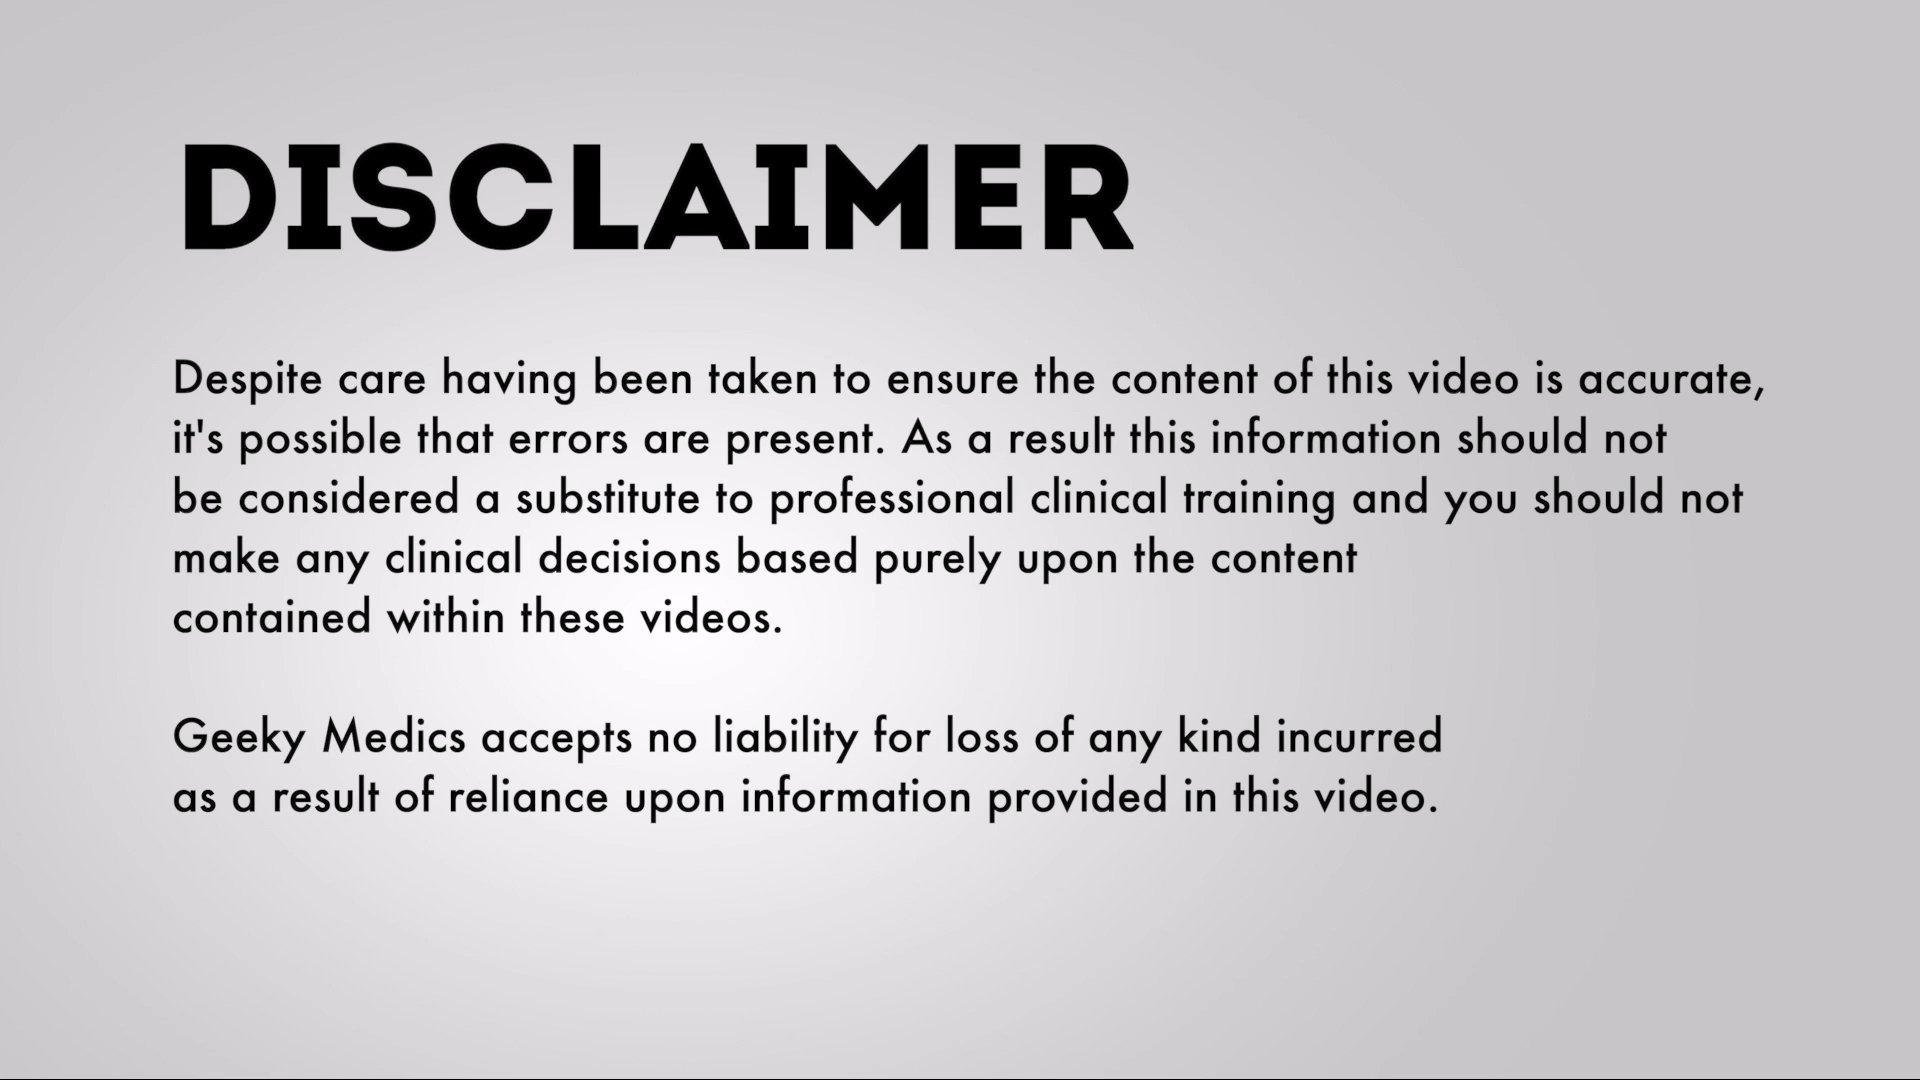 DISCLAIMER
Despite care having been taken to ensure the content of this video is accurate,
it's possible that errors are present. As a result this information should not
be considered a substitute to professional clinical training and you should not
make any clinical decisions based purely upon the content
contained within these videos.
Geeky Medics accepts no liability for loss of any kind incurred
as a result of reliance upon information provided in this video.